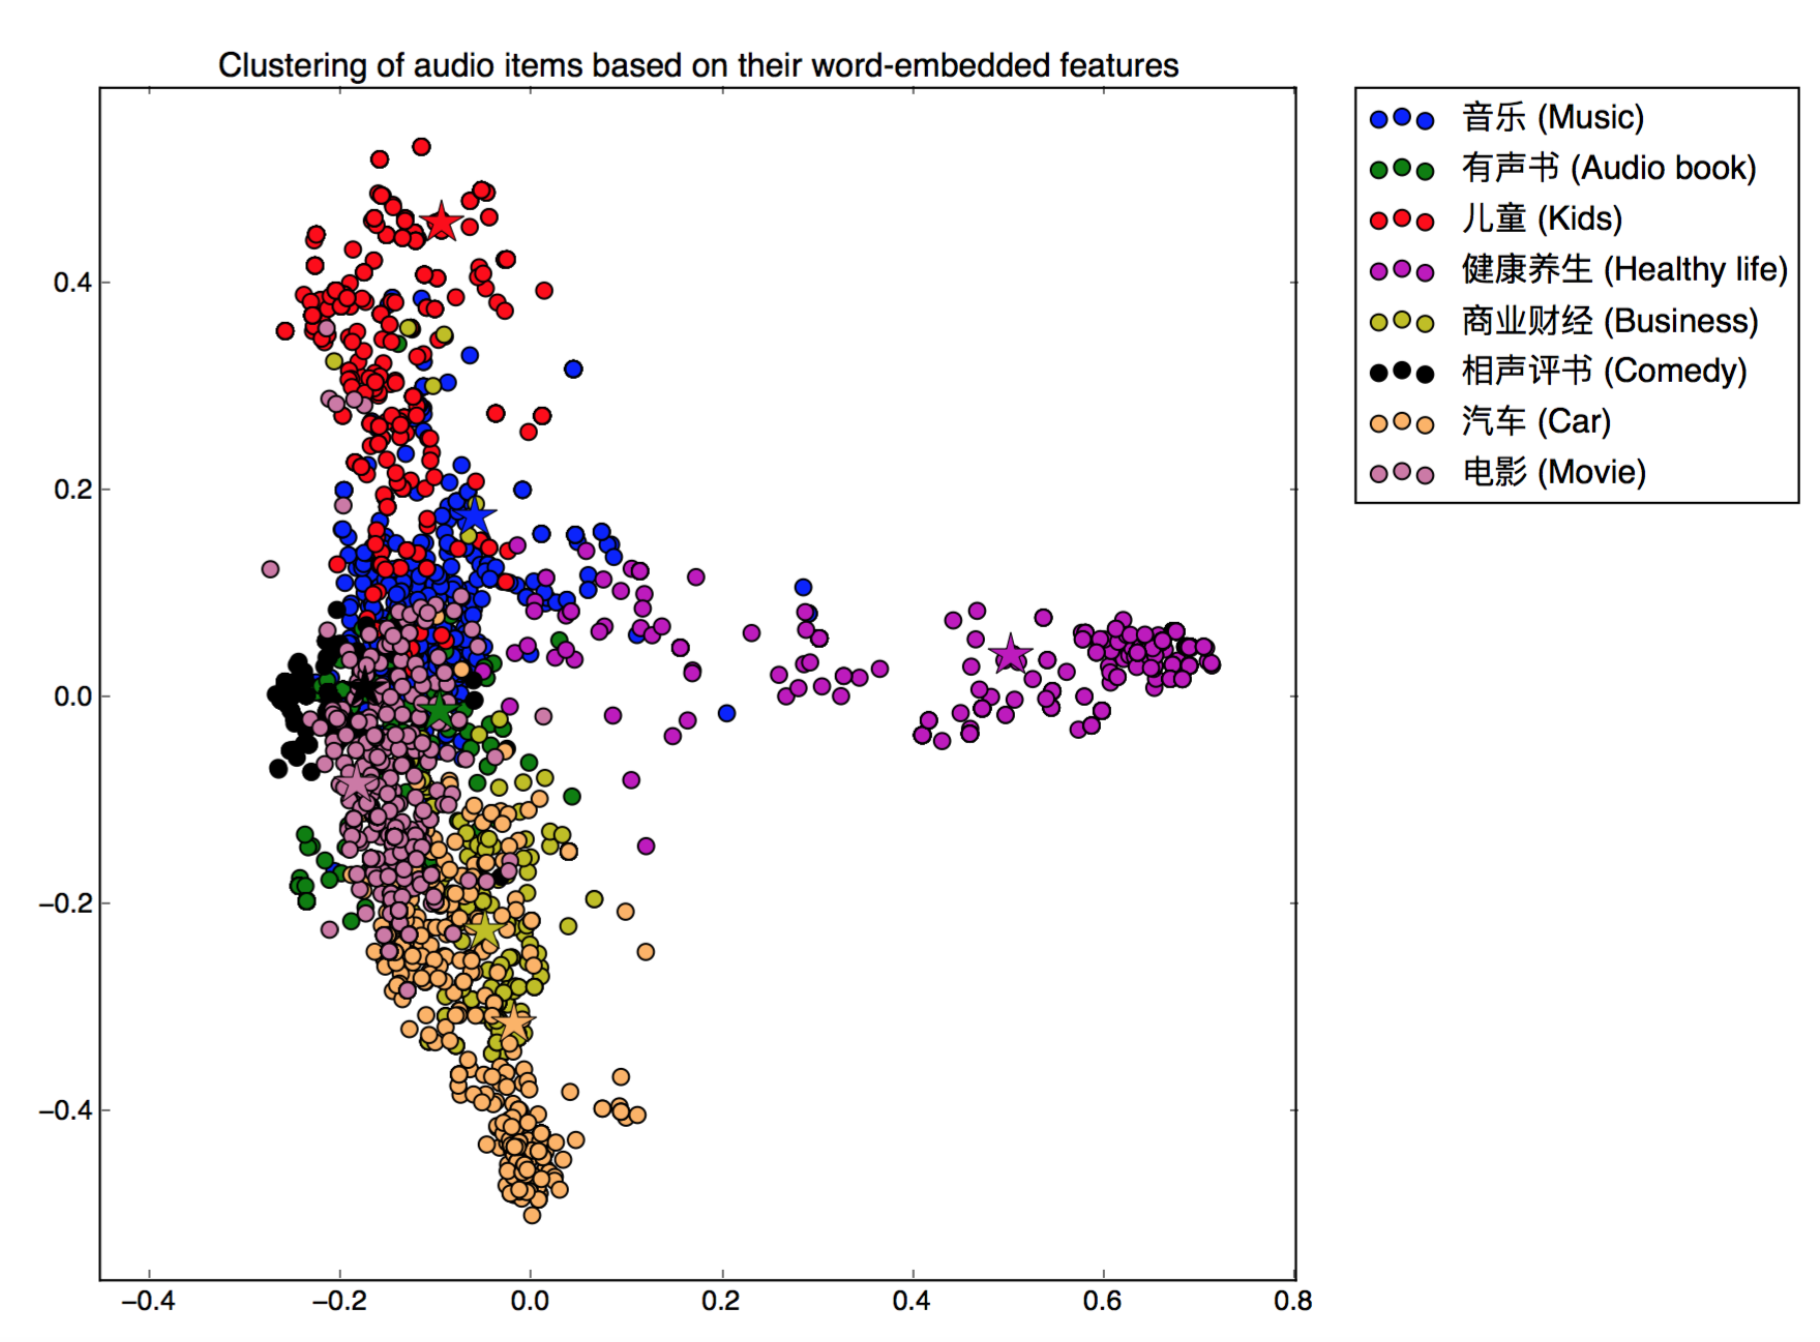 Clustering of audio items based on their word-embedded features
音乐 (Music)
有声书 (Audio book)
儿童 (Kids)
健康养生 (Healthy life)
商业财经 (Business)
相声评书 (Comedy)
汽车 (Car)
电影 (Movie)
0.4
0.2
0.0
−0.2
−0.4
−0.4 −0.2 0.0 0.2 0.4 0.6 0.8